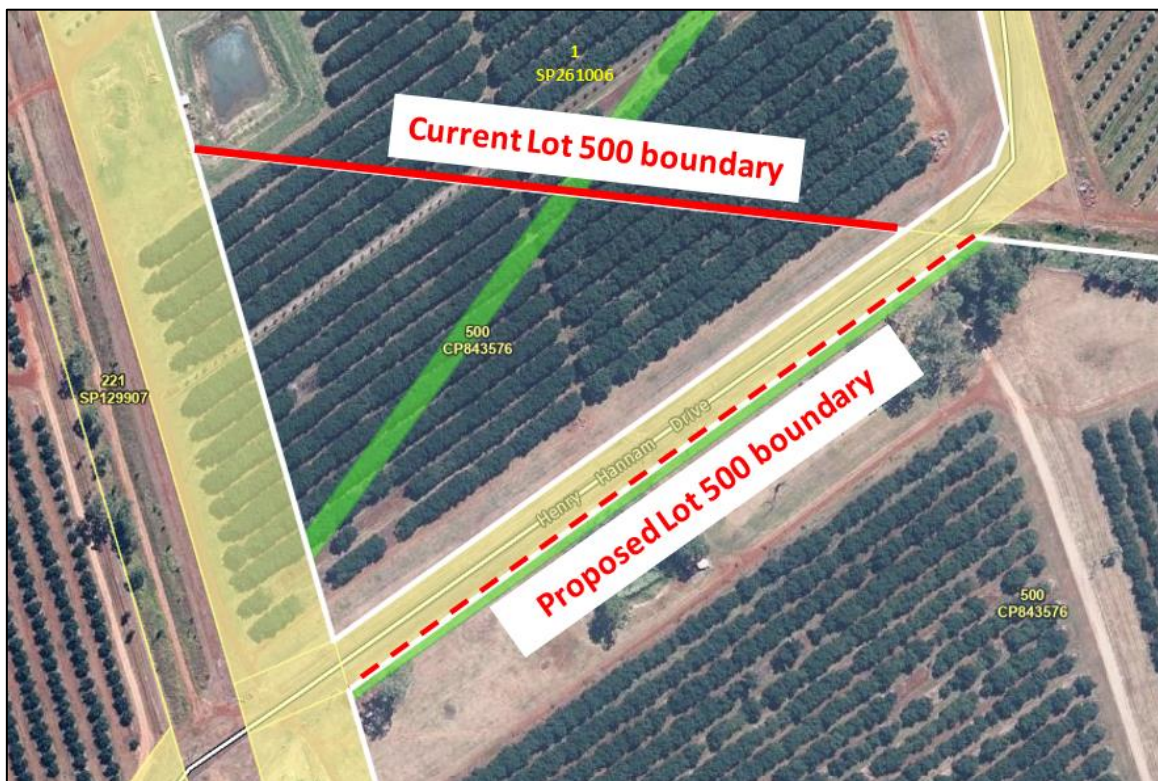 1
SP261006
Current Lot 500 boundary
500
CP843576
221
SP129907
Henry Hannam Drive
Proposed Lot 500 boundary
500
CP843576